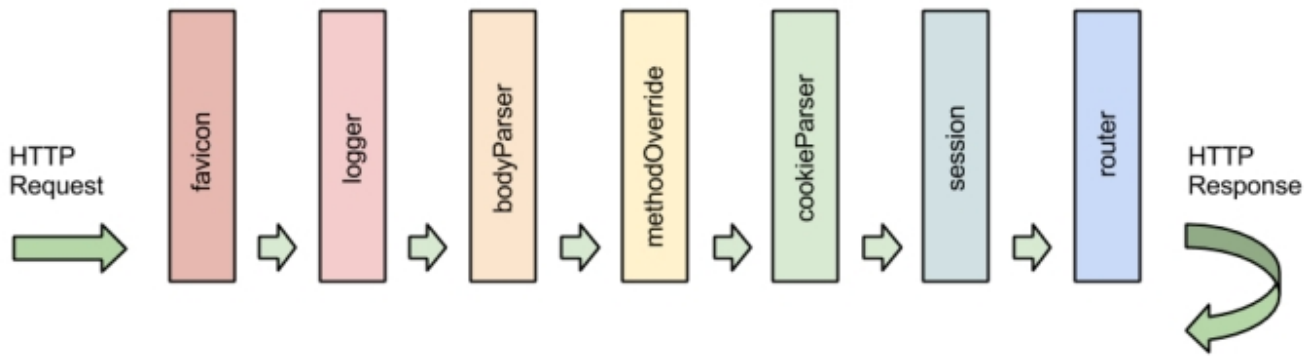 HTTP
Request
favicon
logger
bodyParser
methodOverride
cookieParser
session
router
HTTP
Response